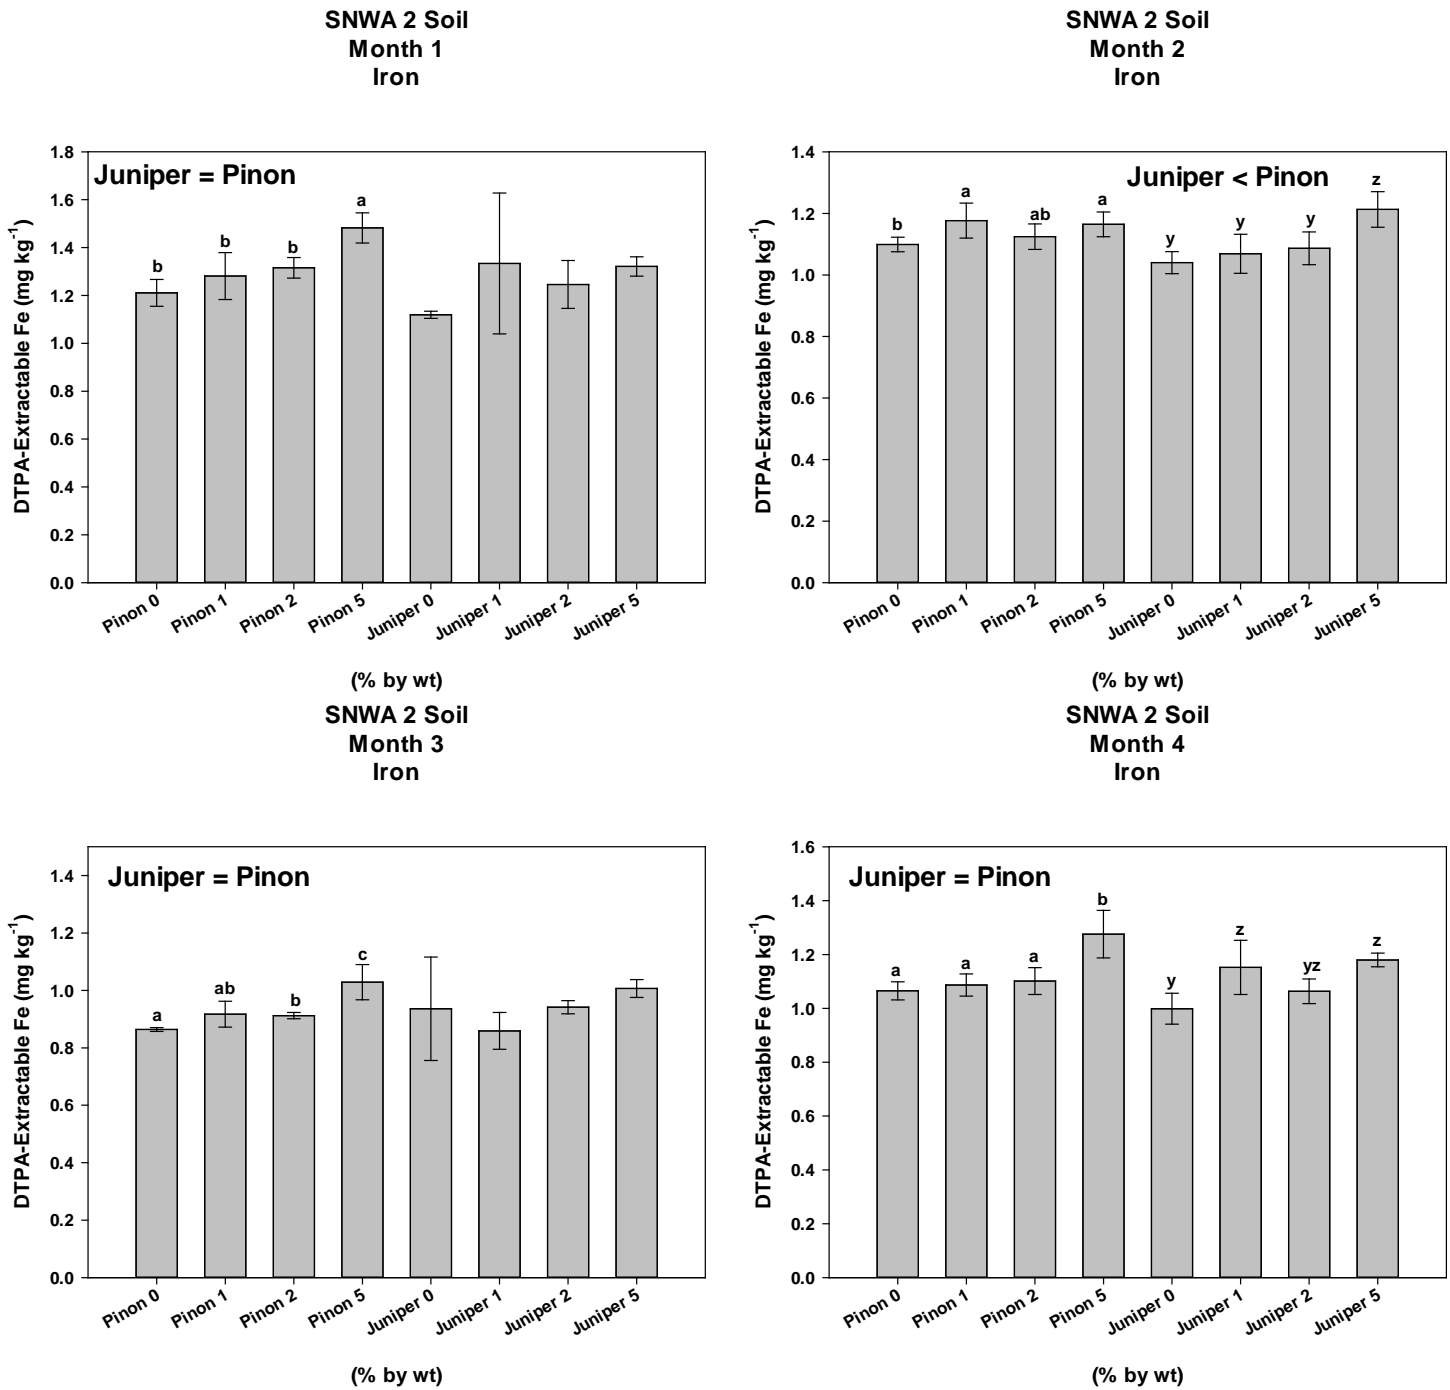 SNWA 2 Soil
Month 1
Iron
Juniper = Pinon
DTPA-Extractable Fe (mg kg-1)
1.8
1.6
1.4
1.2
1.0
0.8
0.6
0.4
0.2
0.0
b
b
b
a
Pinon 0
Pinon 1
Pinon 2
Pinon 5
Juniper 0
Juniper 1
Juniper 2
Juniper 5
(% by wt)
SNWA 2 Soil
Month 2
Iron
Juniper < Pinon
DTPA-Extractable Fe (mg kg-1)
1.4
1.2
1.0
0.8
0.6
0.4
0.2
0.0
b
a
ab
a
y
y
y
z
Pinon 0
Pinon 1
Pinon 2
Pinon 5
Juniper 0
Juniper 1
Juniper 2
Juniper 5
(% by wt)
SNWA 2 Soil
Month 3
Iron
Juniper = Pinon
DTPA-Extractable Fe (mg kg-1)
1.4
1.2
1.0
0.8
0.6
0.4
0.2
0.0
a
ab
b
c
Pinon 0
Pinon 1
Pinon 2
Pinon 5
Juniper 0
Juniper 1
Juniper 2
Juniper 5
(% by wt)
SNWA 2 Soil
Month 4
Iron
Juniper = Pinon
DTPA-Extractable Fe (mg kg-1)
1.6
1.4
1.2
1.0
0.8
0.6
0.4
0.2
0.0
a
a
a
b
y
z
yz
z
Pinon 0
Pinon 1
Pinon 2
Pinon 5
Juniper 0
Juniper 1
Juniper 2
Juniper 5
(% by wt)